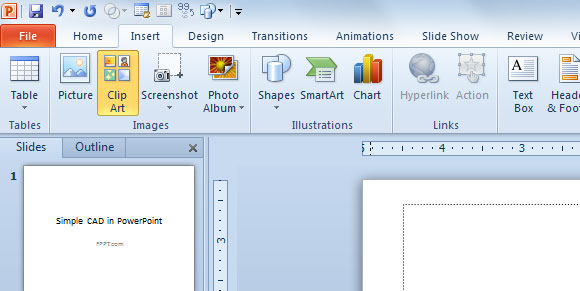 P
995
File Home Insert Design Transitions Animations Slide Show Review Vi
Table Picture Clip Art Screenshot Photo Album Shapes SmartArt Chart Hyperlink Action Text Box Heade & Foot
Tables Images Illustrations Links
Slides Outline
4 3
1
Simple CAD in PowerPoint
FPPT.com
3